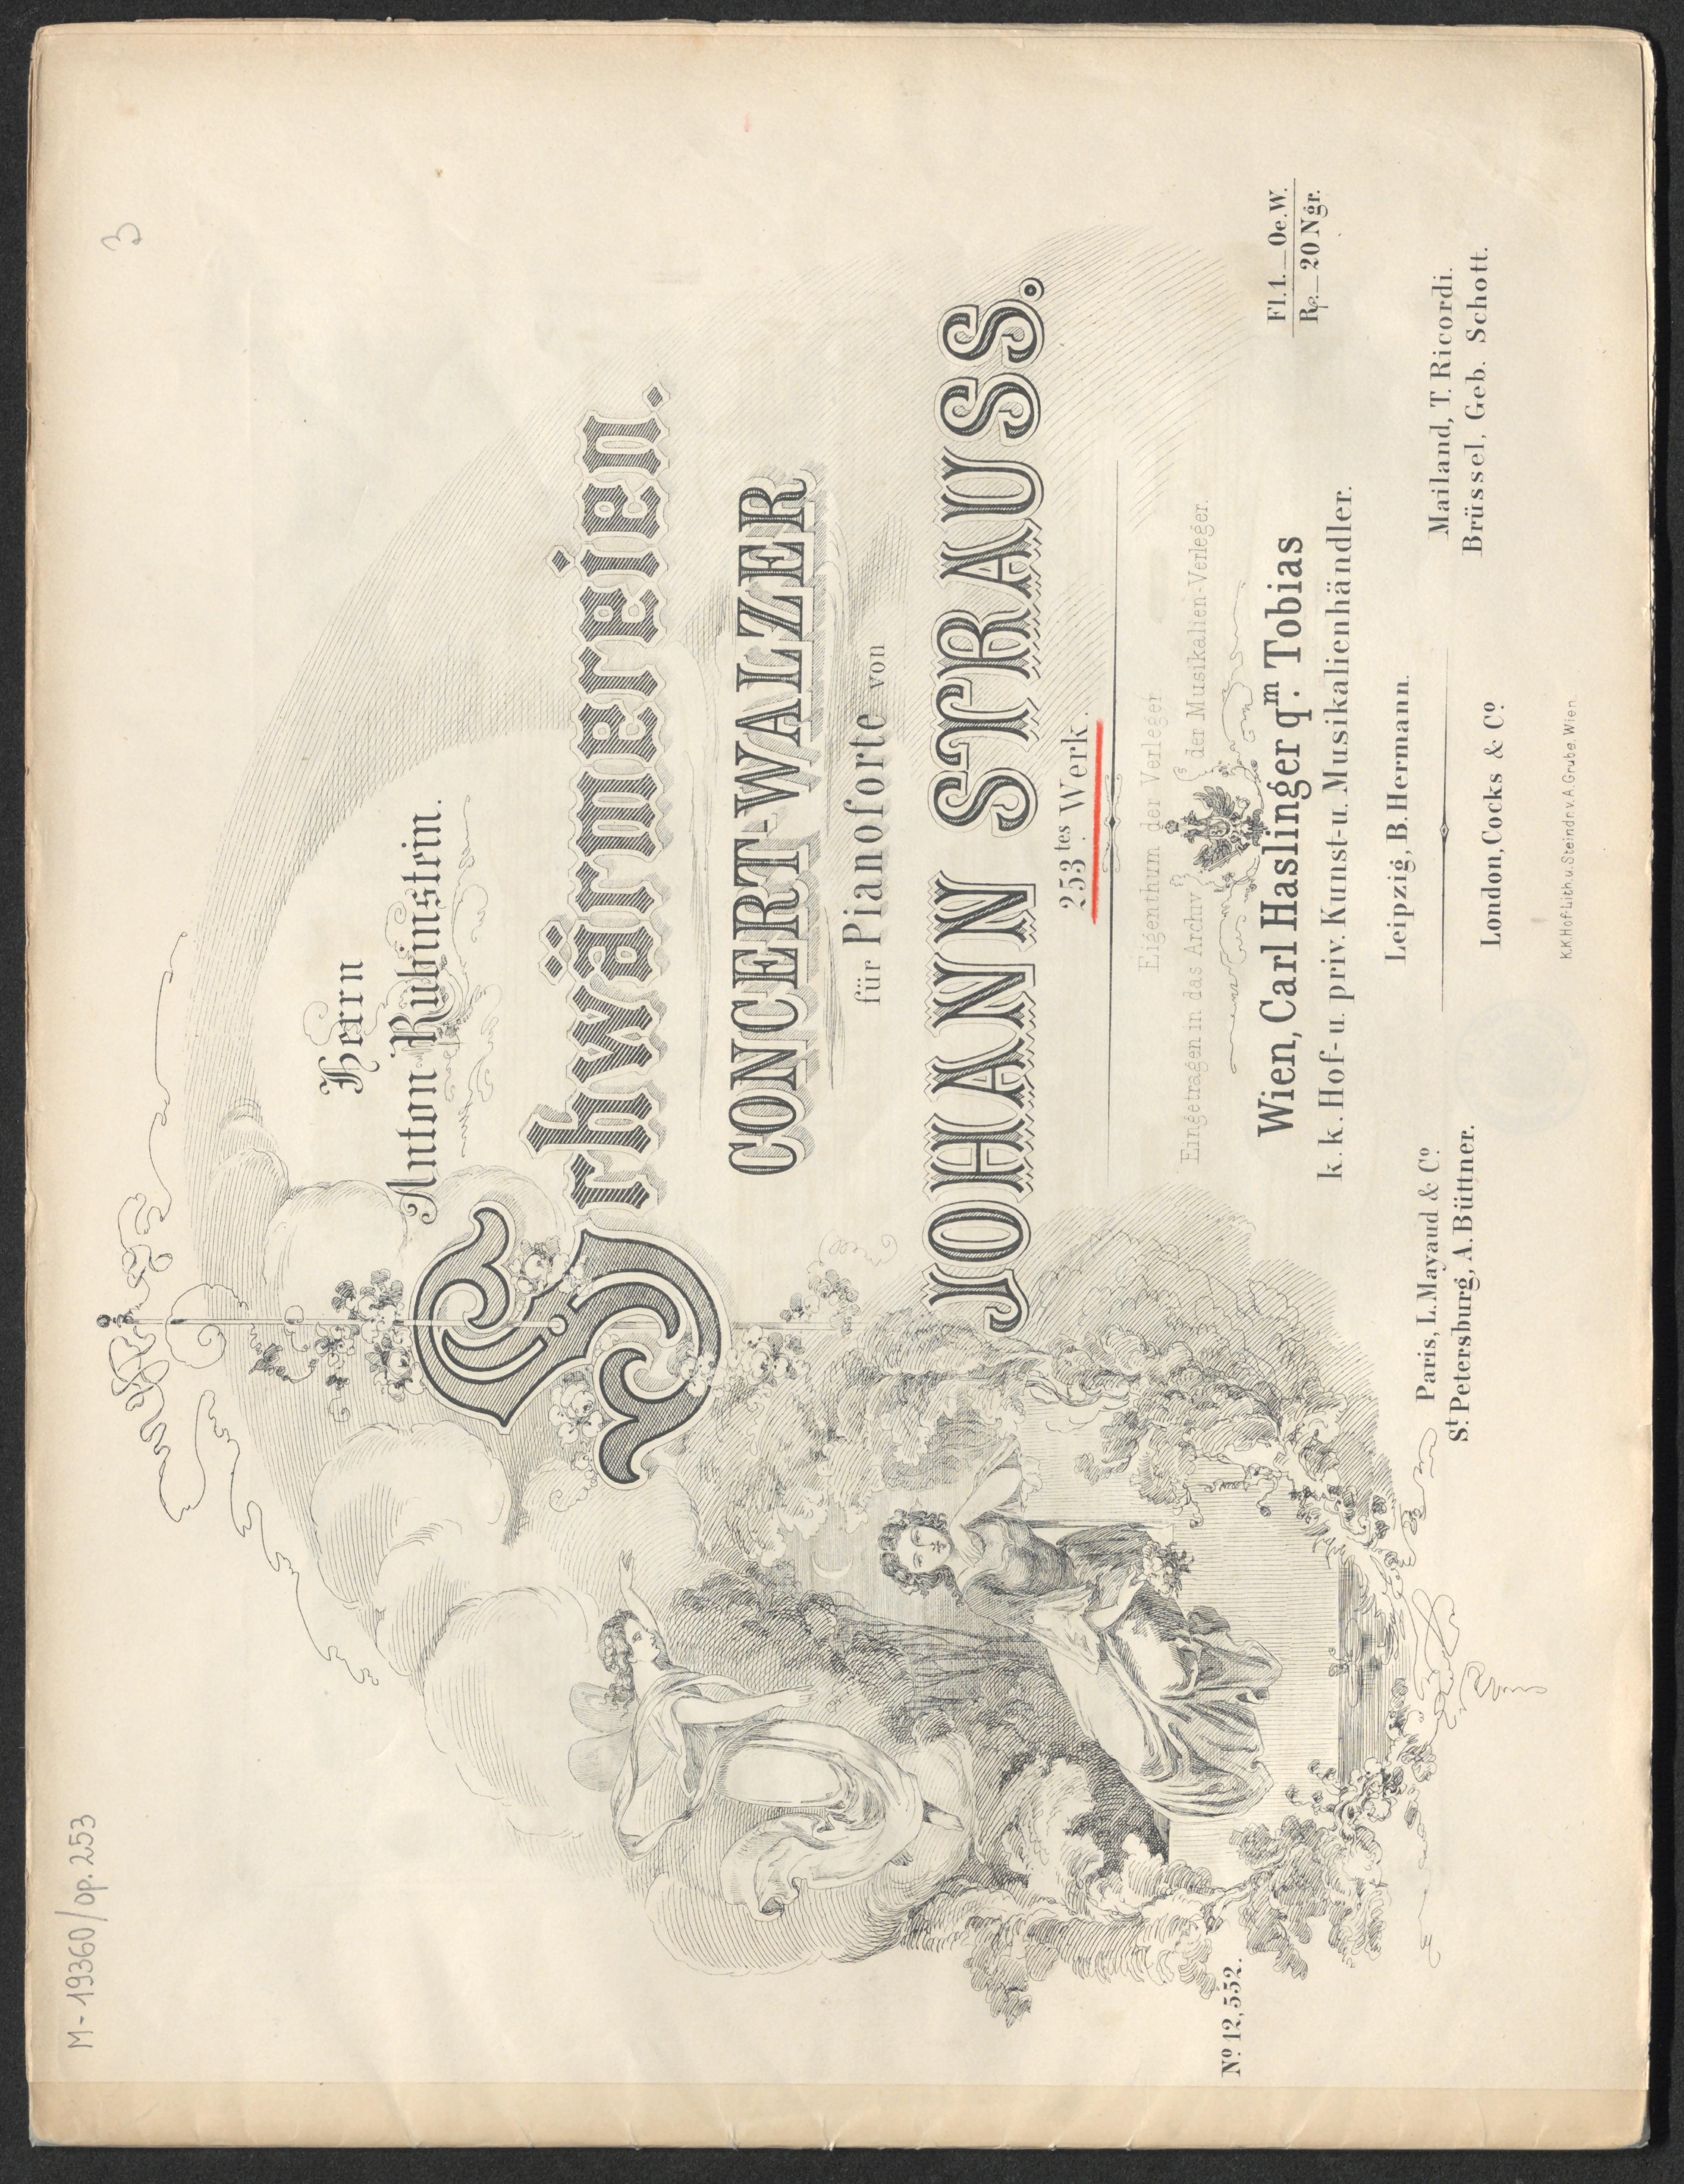 M-19360/op. 253
3
Herrn
Anton Rubinstein.
Schwärmereien.
CONCERT-WALZER
für Pianoforte von
JOHANN STRAUSS.
253tes Werk.
Eigenthum der Verleger
Eingetragen in das Archiv der Musikalien-Verleger
No. 12,552.
Wien, Carl Haslinger qm. Tobias
Fl. 1._ Oe.W.
R₰._ 20 Ngr.
k. k. Hof- u. priv. Kunst- u. Musikalienhändler.
Leipzig, B. Hermann.
Paris, L. Mayaud & Co.
Mailand, T. Ricordi.
St. Petersburg, A. Büttner.
Brüssel, Geb. Schott.
London, Cocks & Co.
K.K. Hof Lith u. Steindr. v. A. Grube. Wien.